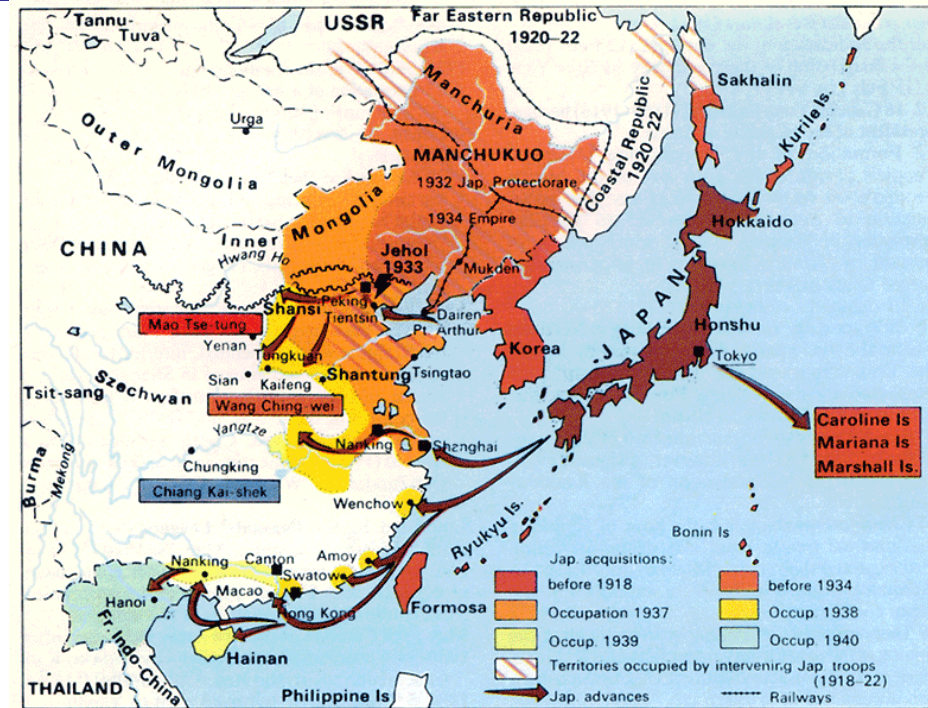 Tannu-
Tuva
USSR
Far Eastern Republic
1920–22
Sakhalin
Kurile Is.
Urga
Outer Mongolia
Manchuria
MANCHUKUO
1932 Jap. Protectorate
1934 Empire
Coastal Republic
1920–22
Hokkaido
CHINA
Inner
Mongolia
Hwang Ho
Jehol
1933
Mukden
Peking
Tientsin
Dairen
Pt. Arthur
Shansi
Mao Tse-tung
Yenan
Tungkuan
Korea
JAPAN
Honshu
Tokyo
Sian
Kaifeng
Shantung
Tsingtao
Tsit-sang
Szechwan
Wang Ching-wei
Yangtze
Nanking
Shanghai
Caroline Is
Mariana Is
Marshall Is.
Burma
Mekong
Chungking
Chiang Kai-shek
Wenchow
Ryukyu Is.
Bonin Is
Nanking
Canton
Amoy
Swatow
Macao
Hong Kong
Hanoi
Formosa
Fr. Indo-China
Hainan
THAILAND
Philippine Is
Jap. acquisitions:
before 1918
before 1934
Occupation 1937
Occup. 1938
Occup. 1939
Occup. 1940
Territories occupied by intervening Jap. troops
(1918–22)
Jap. advances
Railways